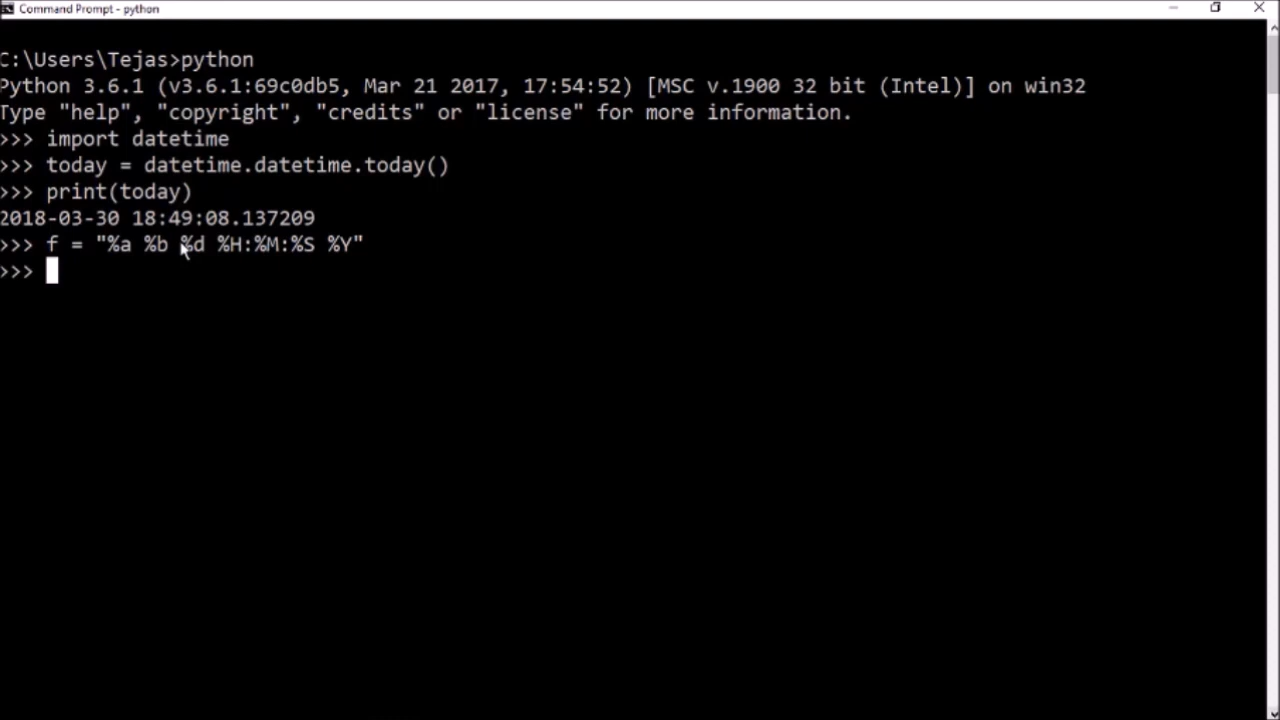 Command Prompt - python
C:\Users\Tejas>python
Python 3.6.1 (v3.6.1:69c0db5, Mar 21 2017, 17:54:52) [MSC v.1900 32 bit (Intel)] on win32
Type "help", "copyright", "credits" or "license" for more information.
>>> import datetime
>>> today = datetime.datetime.today()
>>> print(today)
2018-03-30 18:49:08.137209
>>> f = "%a %b %d %H:%M:%S %Y"
>>>